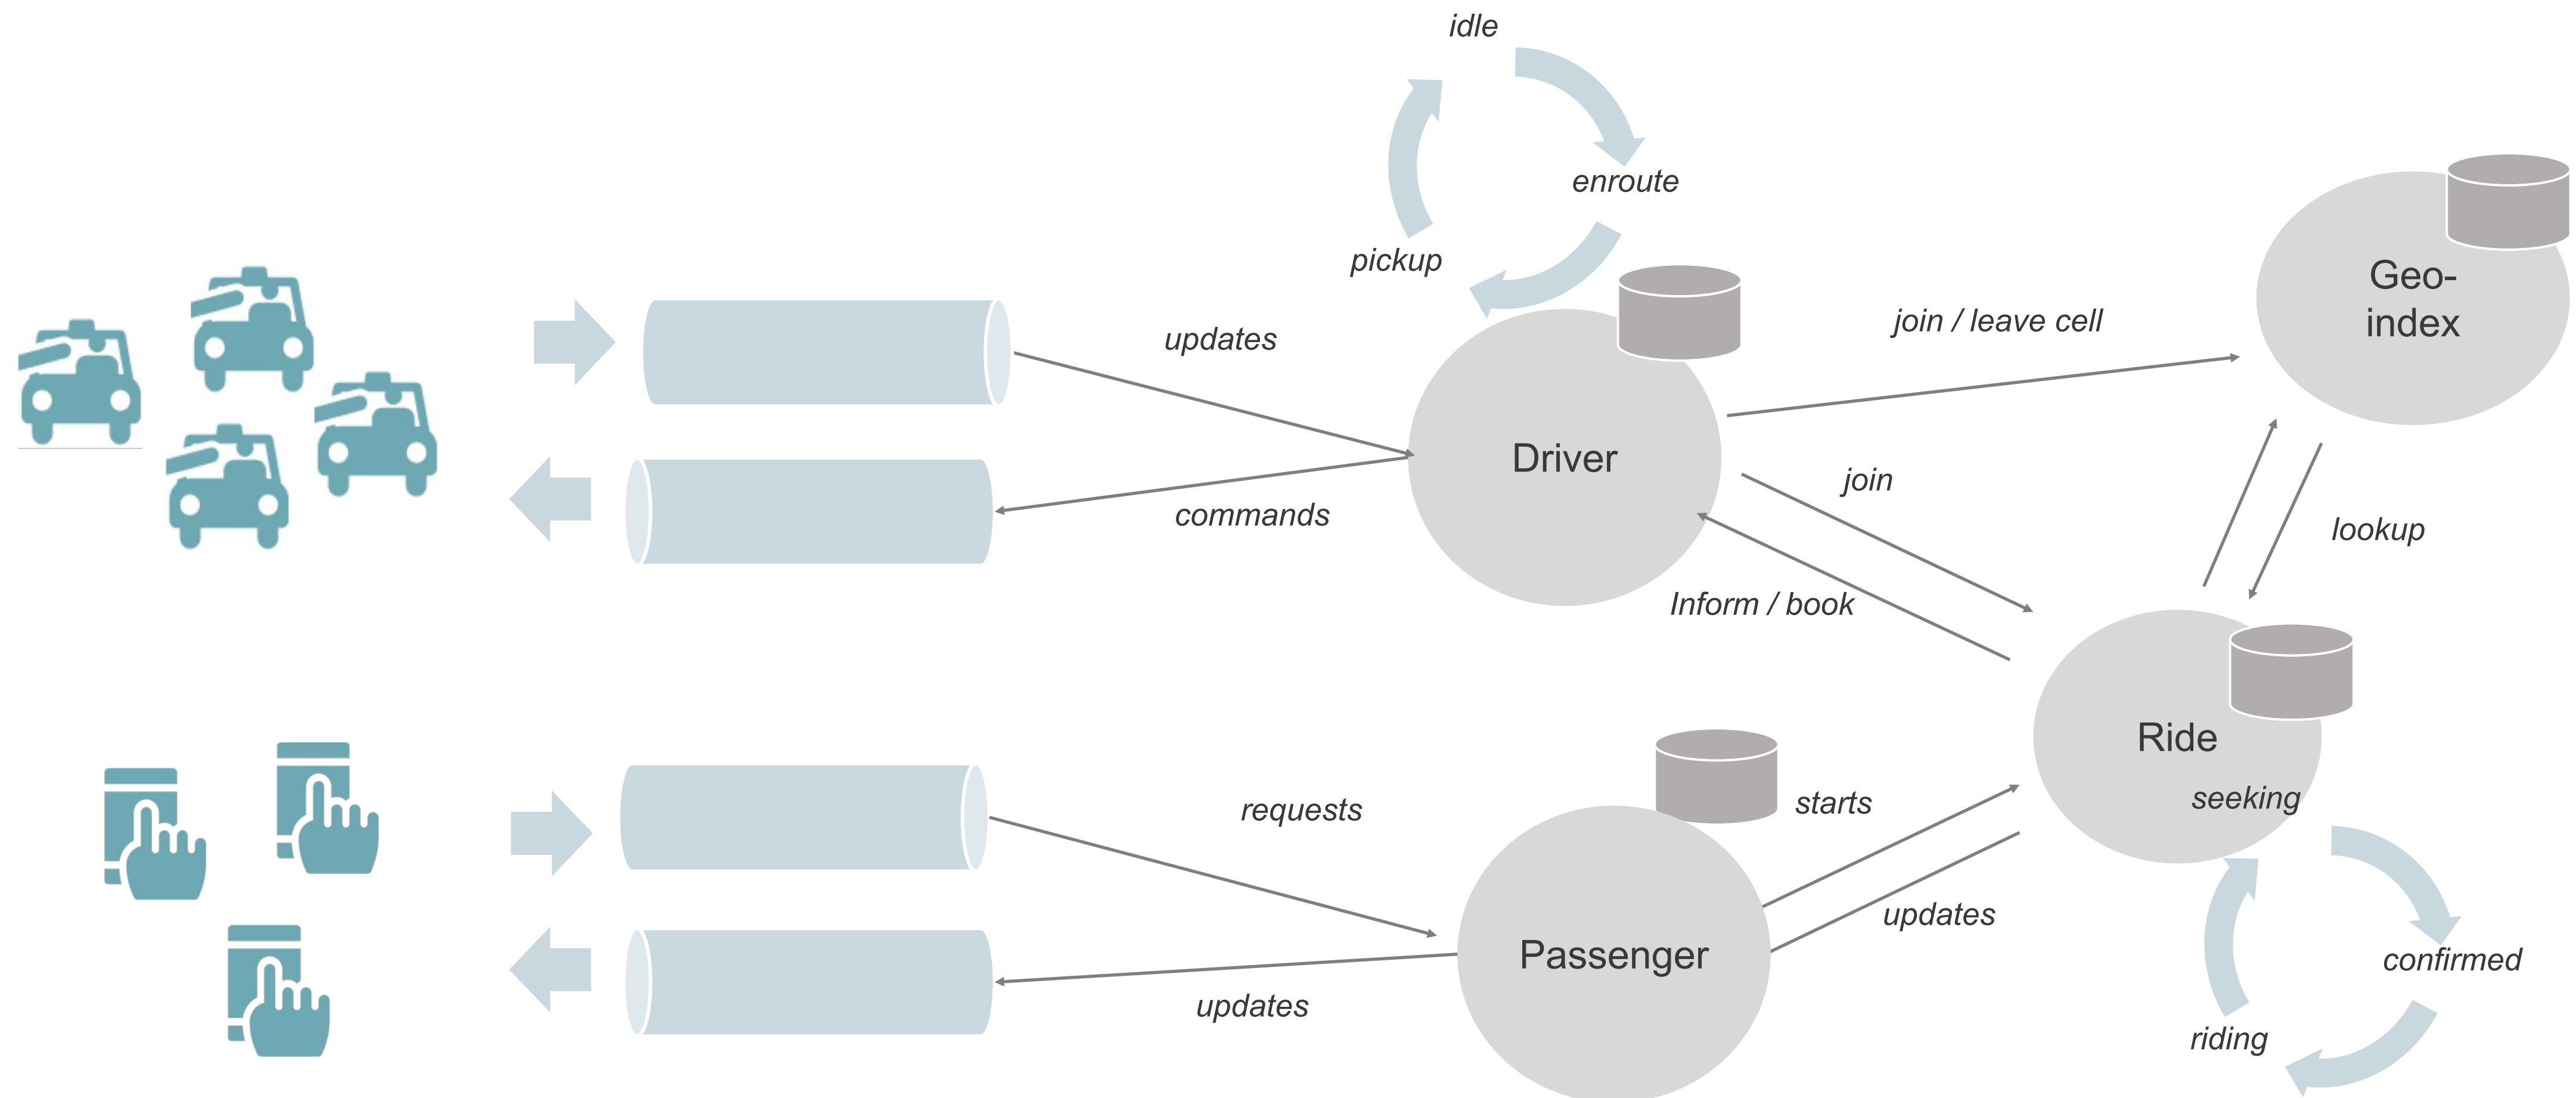 idle
enroute
pickup
Geo-
index
join / leave cell
updates
Driver
join
commands
lookup
Inform / book
Ride
seeking
starts
requests
updates
Passenger
confirmed
updates
riding